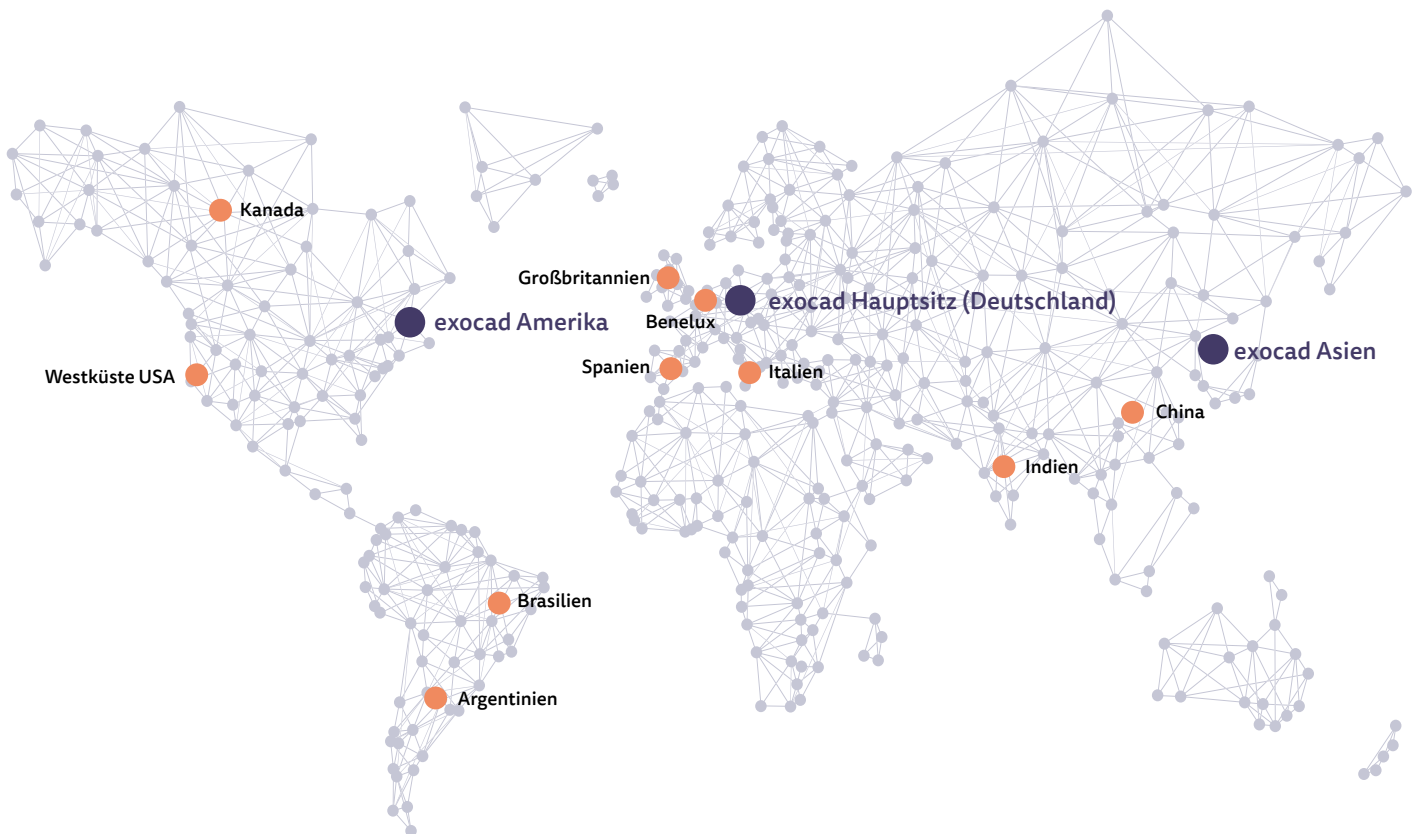 Kanada
Großbritannien
exocad Hauptsitz (Deutschland)
Benelux
exocad Amerika
exocad Asien
Spanien
Italien
Westküste USA
China
Indien
Brasilien
Argentinien